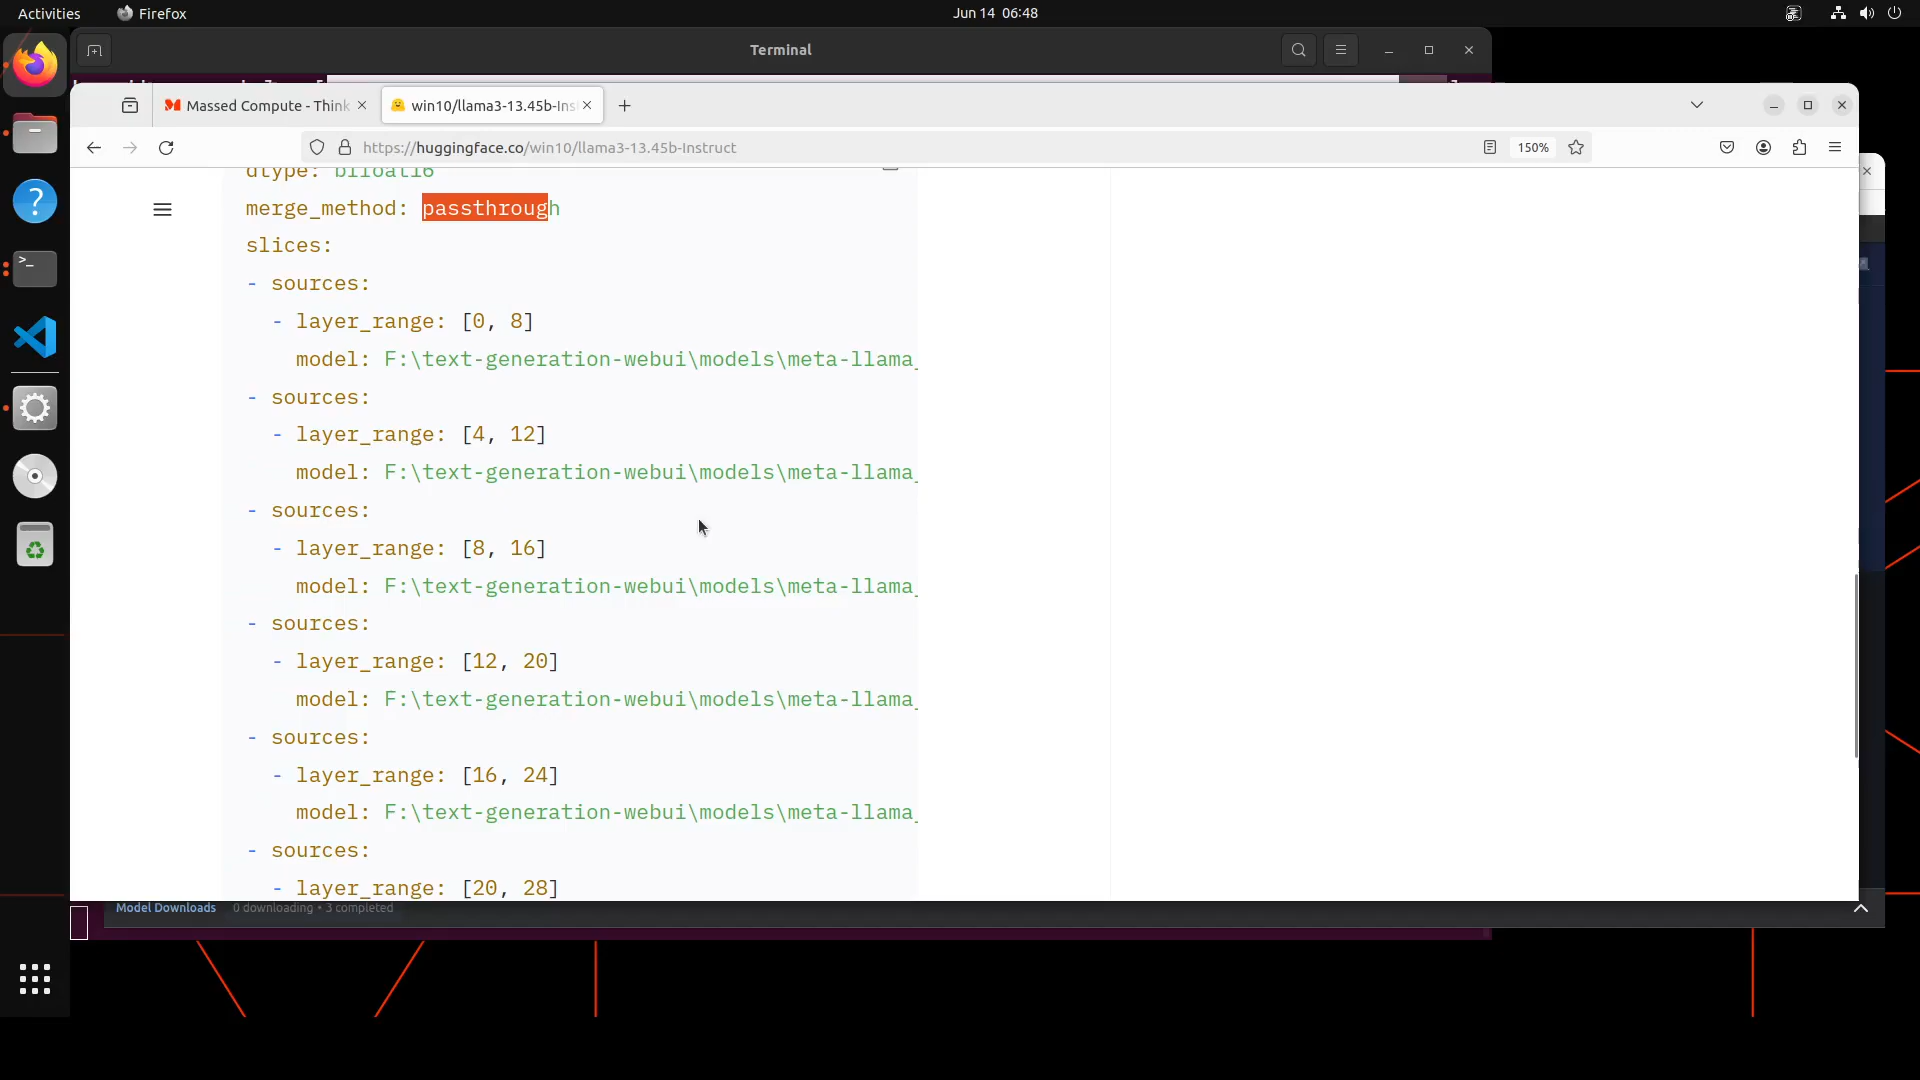 Activities Firefox Jun 14 06:48
Terminal
Massed Compute - Think win10/llama3-13.45b-Ins
https://huggingface.co/win10/llama3-13.45b-Instruct 150%
dtype: bfloat16
merge_method: passthrough
slices:
- sources:
- layer_range: [0, 8]
model: F:\text-generation-webui\models\meta-llama_
- sources:
- layer_range: [4, 12]
model: F:\text-generation-webui\models\meta-llama_
- sources:
- layer_range: [8, 16]
model: F:\text-generation-webui\models\meta-llama_
- sources:
- layer_range: [12, 20]
model: F:\text-generation-webui\models\meta-llama_
- sources:
- layer_range: [16, 24]
model: F:\text-generation-webui\models\meta-llama_
- sources:
- layer_range: [20, 28]
Model Downloads 0 downloading • 3 completed